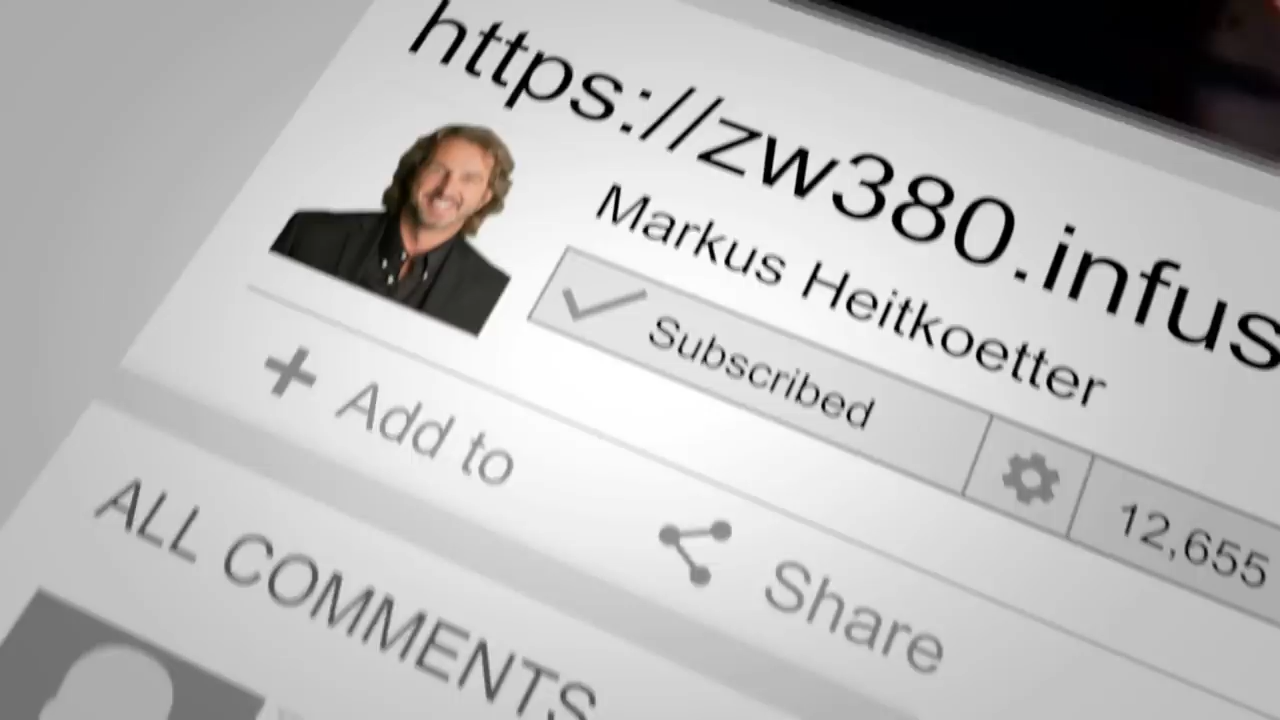 https://zw380.infus
Markus Heitkoetter
Subscribed
12,655
Add to
Share
ALL COMMENTS